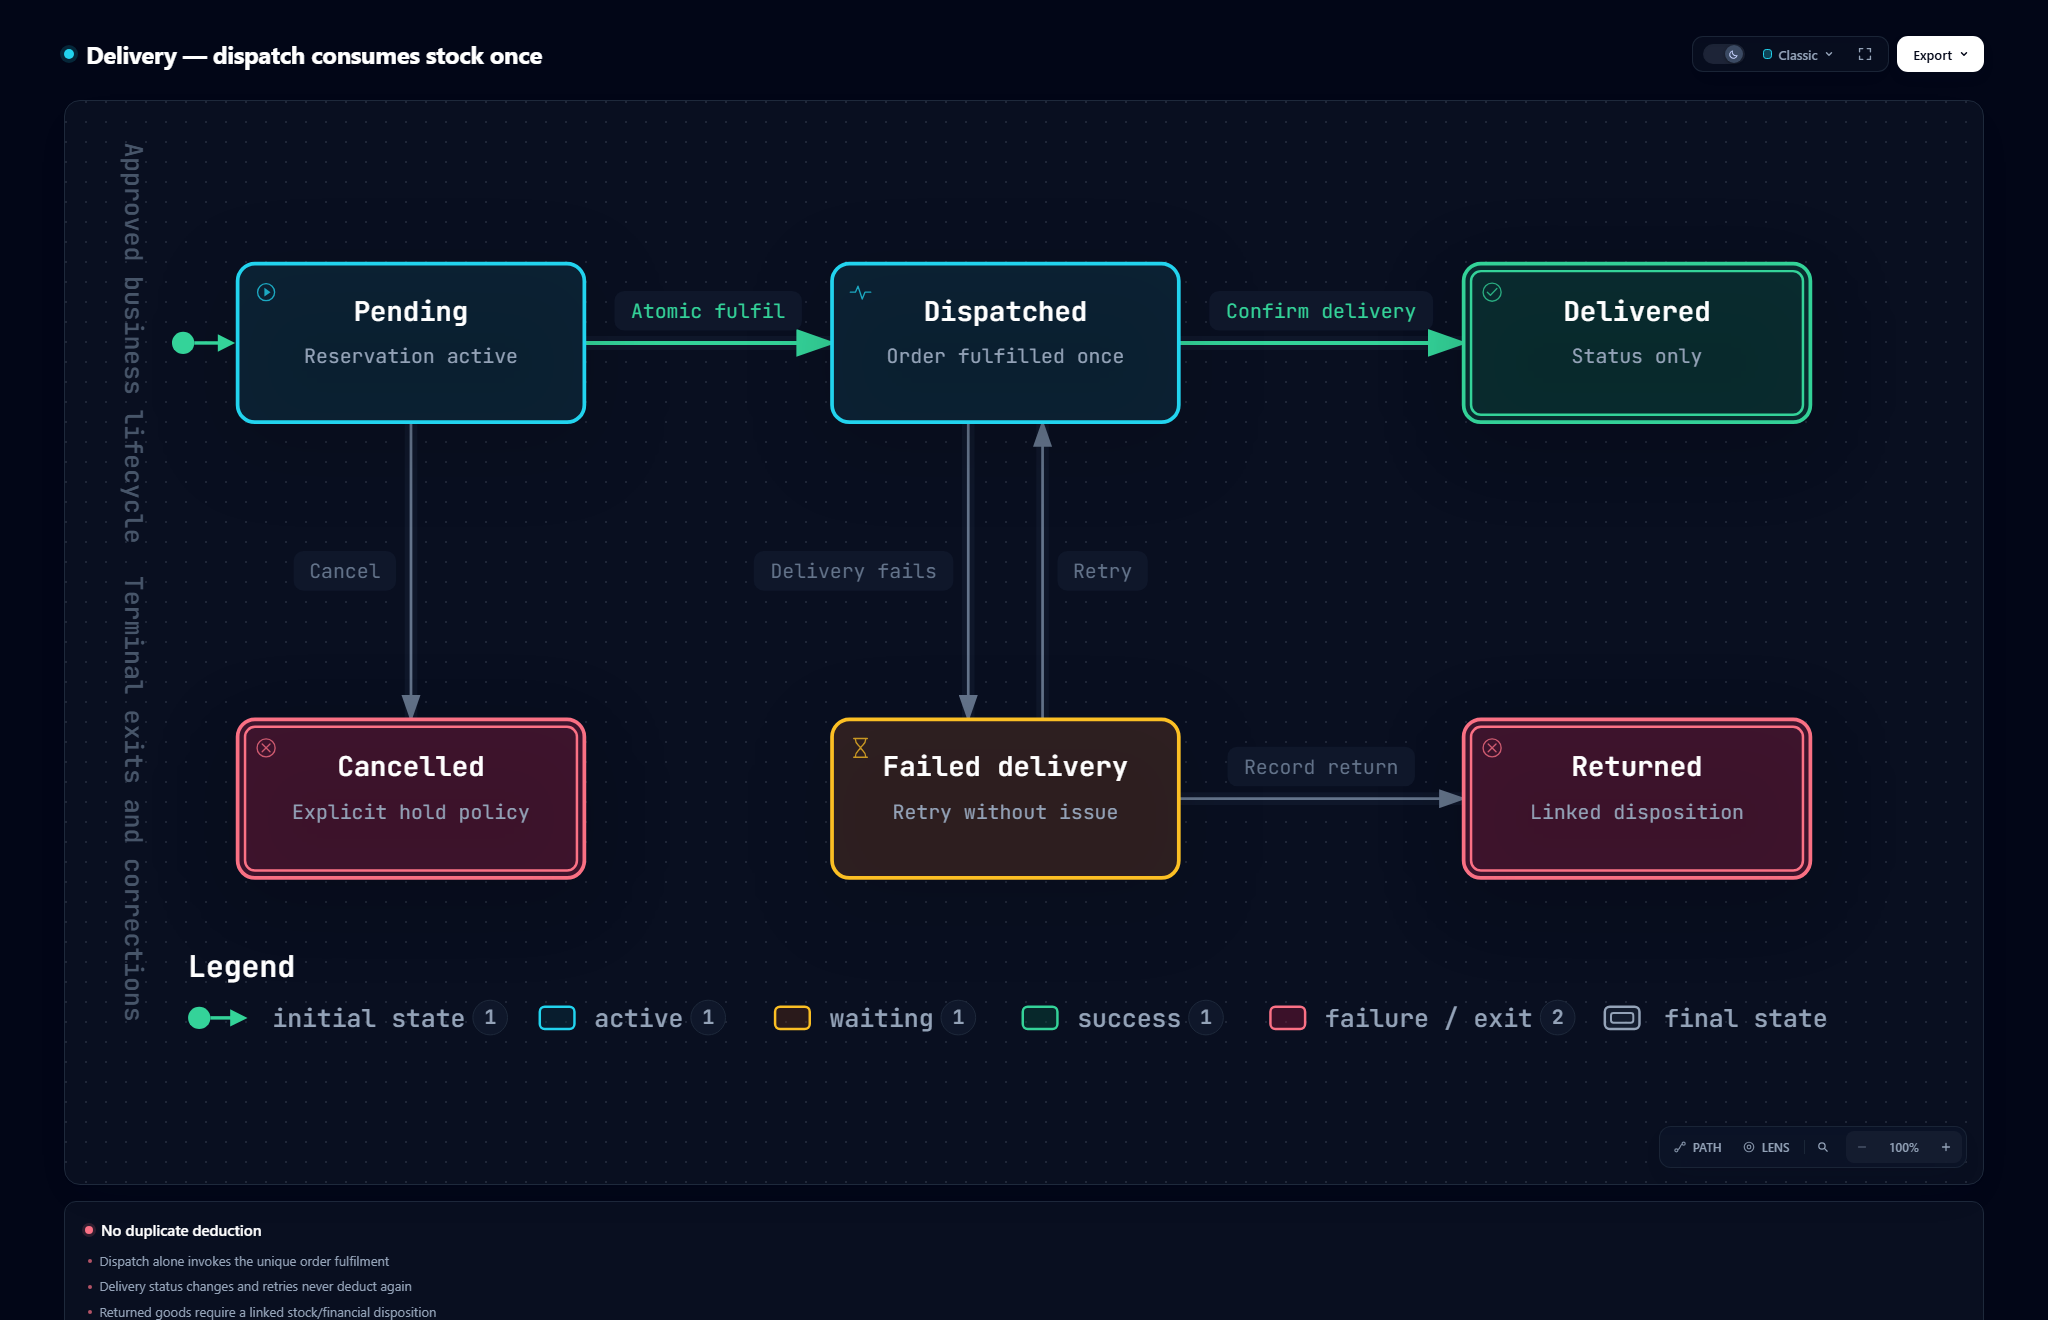 Delivery — dispatch consumes stock once
Classic
Export
Approved business lifecycle
Terminal exits and corrections
Pending
Reservation active
Atomic fulfil
Dispatched
Order fulfilled once
Confirm delivery
Delivered
Status only
Cancel
Delivery fails
Retry
Cancelled
Explicit hold policy
Failed delivery
Retry without issue
Record return
Returned
Linked disposition
Legend
initial state 1
active 1
waiting 1
success 1
failure / exit 2
final state
PATH
LENS
100%
No duplicate deduction
Dispatch alone invokes the unique order fulfilment
Delivery status changes and retries never deduct again
Returned goods require a linked stock/financial disposition